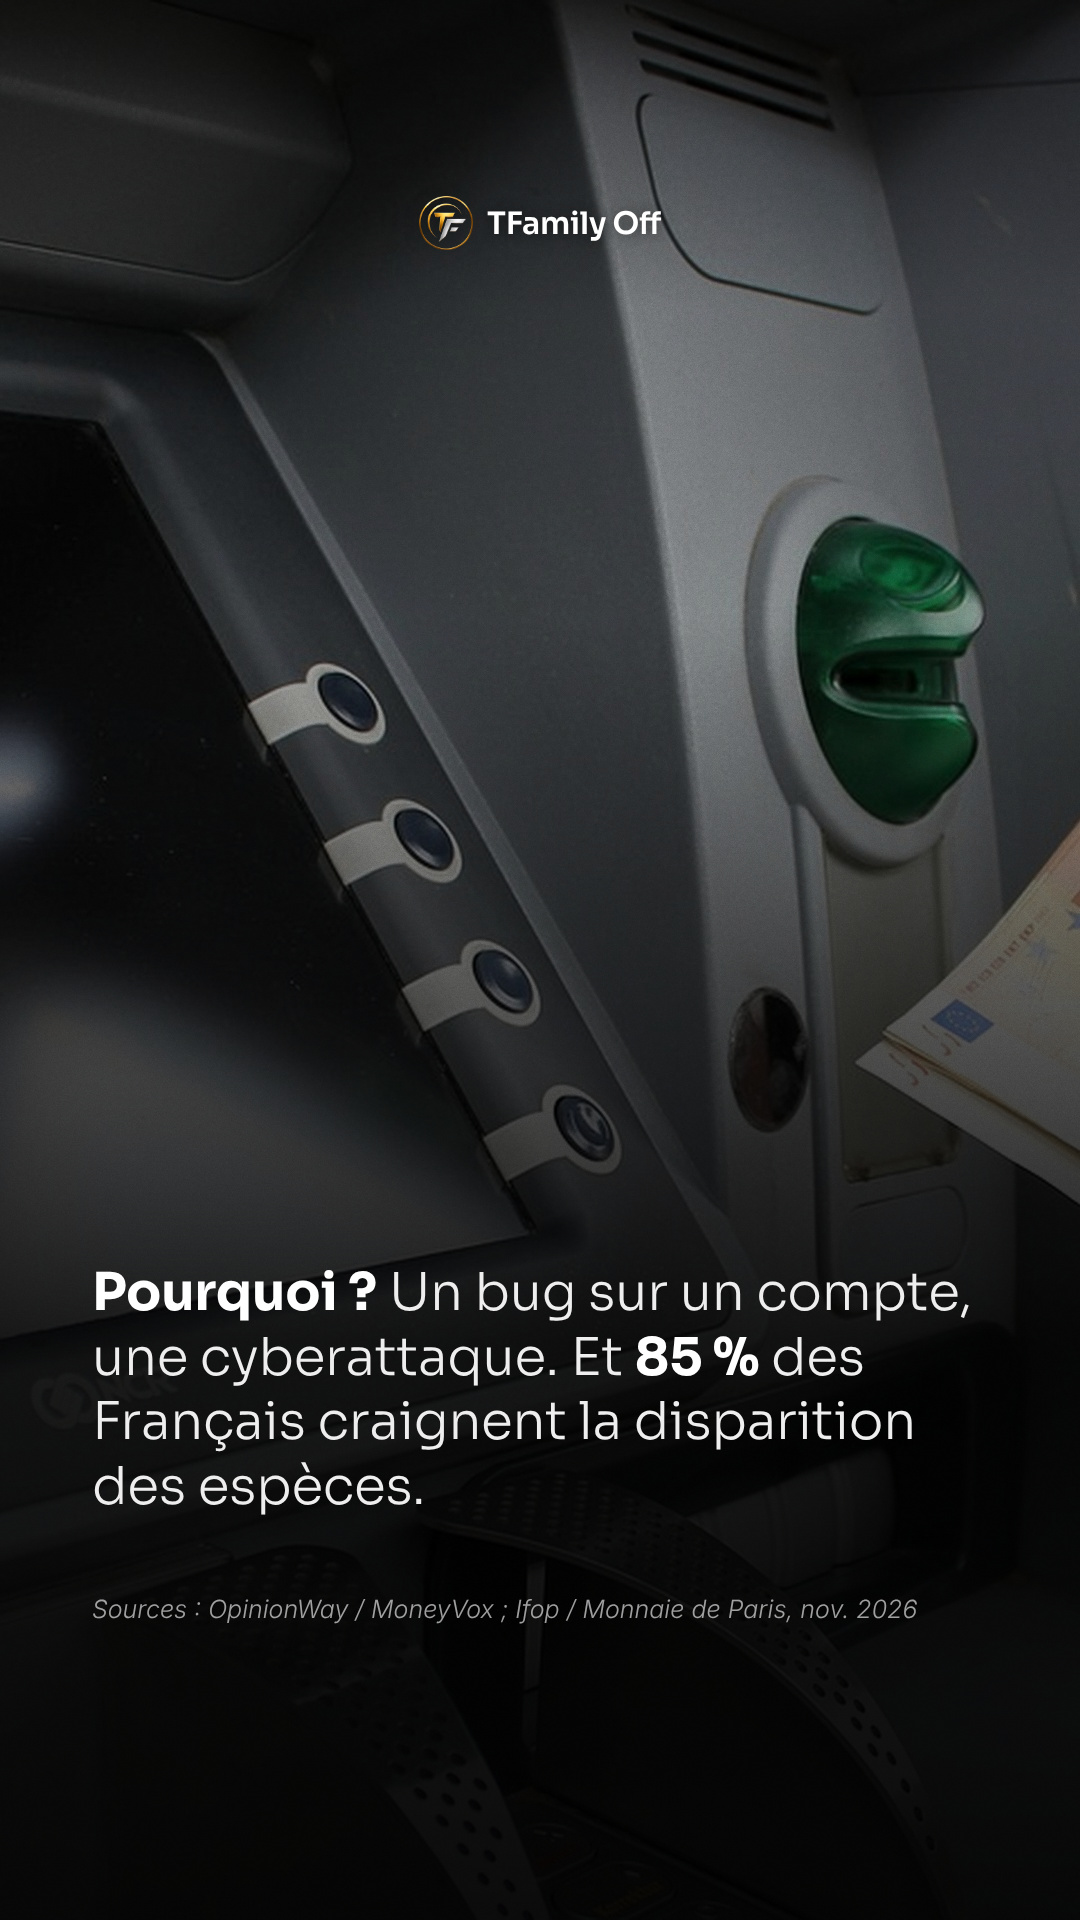 TF TFamily Off
Pourquoi ? Un bug sur un compte,
une cyberattaque. Et 85 % des
Français craignent la disparition
des espèces.
Sources : OpinionWay / MoneyVox ; Ifop / Monnaie de Paris, nov. 2026